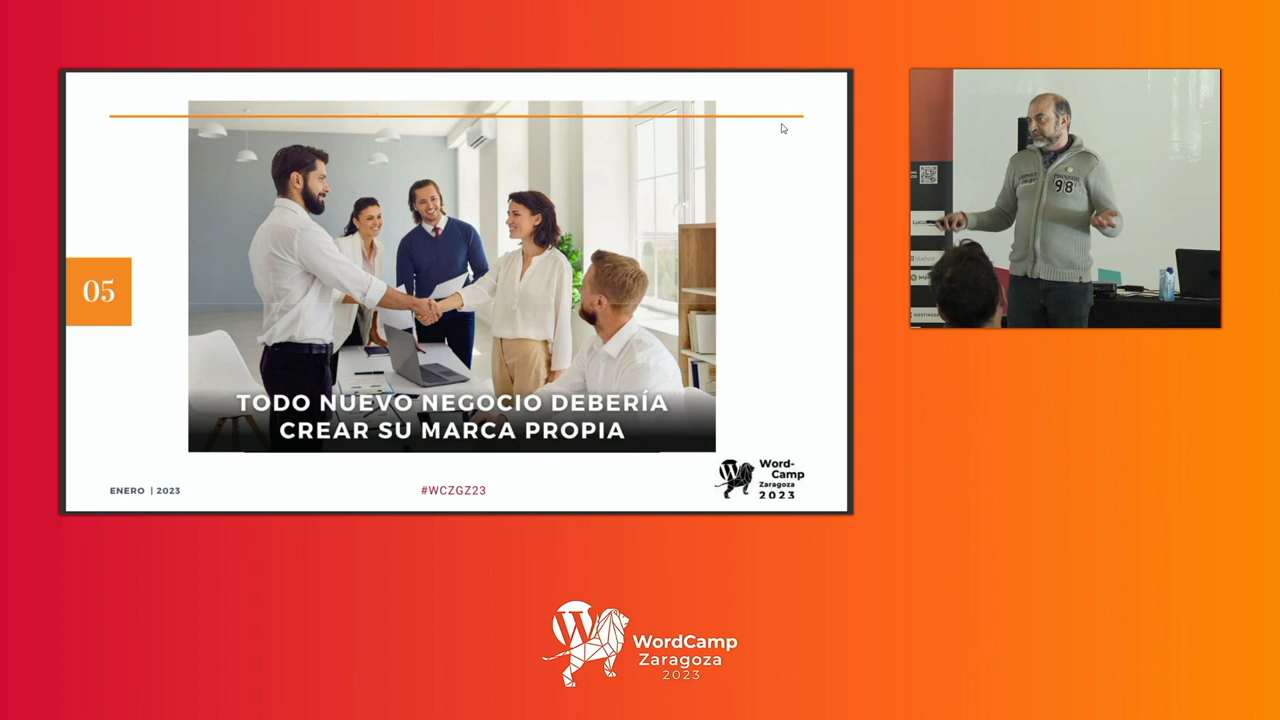 05
TODO NUEVO NEGOCIO DEBERÍA
CREAR SU MARCA PROPIA
ENERO | 2023
#WCZGZ23
Word-
Camp
Zaragoza
2023
98
WordCamp
Zaragoza
2023